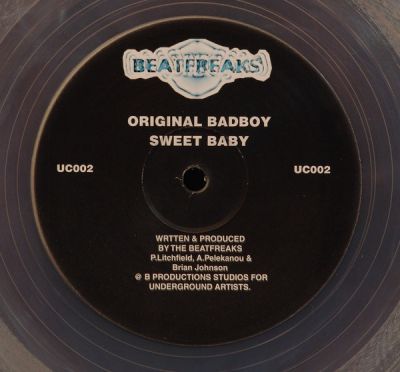 BEATFREAKS
ORIGINAL BADBOY
SWEET BABY
UC002 UC002
WRTTEN & PRODUCED
BY THE BEATFREAKS
P.Litchfield, A.Pelekanou &
Brian Johnson
@ B PRODUCTIONS STUDIOS FOR
UNDERGROUND ARTISTS.